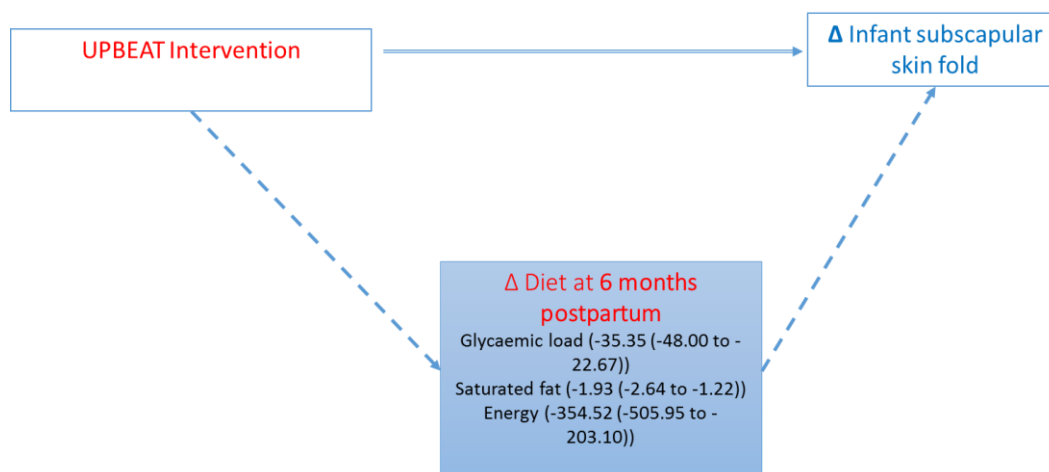 UPBEAT Intervention
Δ Infant subscapular
skin fold
Δ Diet at 6 months
postpartum
Glycaemic load (-35.35 (-48.00 to -
22.67))
Saturated fat (-1.93 (-2.64 to -1.22))
Energy (-354.52 (-505.95 to -
203.10))